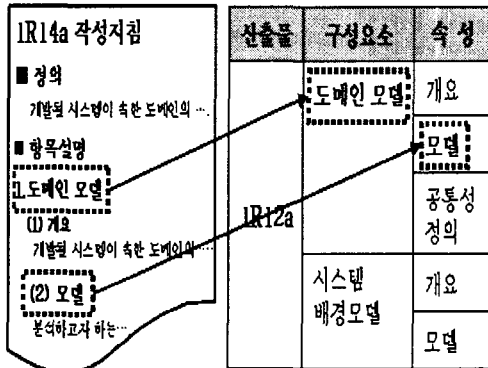 1R14a 작성지침
■ 정의
개발될 시스템이 속한 도메인의 …
■ 항목설명
1.도메인 모델
(1) 개요
개발될 시스템이 속한 도메인의 …
(2) 모델
분석하고자 하는…
산출물 구성요소 속 성
1R12a
도메인 모델
개요
모델
공통성
정의
시스템
배경모델
개요
모델